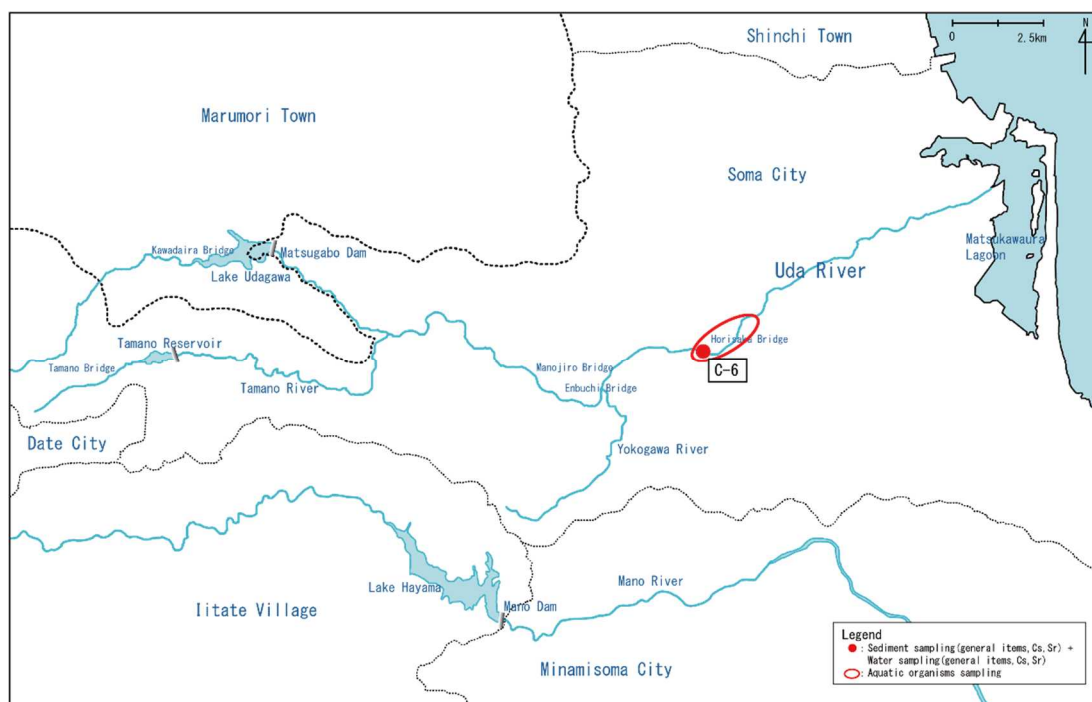 Shinchi Town
N
0 2.5km
Marumori Town
Soma City
Kawadaira Bridge
Matsugabo Dam
Lake Udagawa
Matsukawaura
Lagoon
Uda River
Tamano Reservoir
Horisaka Bridge
Tamano Bridge
Manojiro Bridge
C-6
Tamano River
Enbuchi Bridge
Date City
Yokogawa River
Lake Hayama
Mano River
Iitate Village
Mano Dam
Minamisoma City
Legend
: Sediment sampling(general items,Cs,Sr) +
Water sampling(general items,Cs,Sr)
: Aquatic organisms sampling